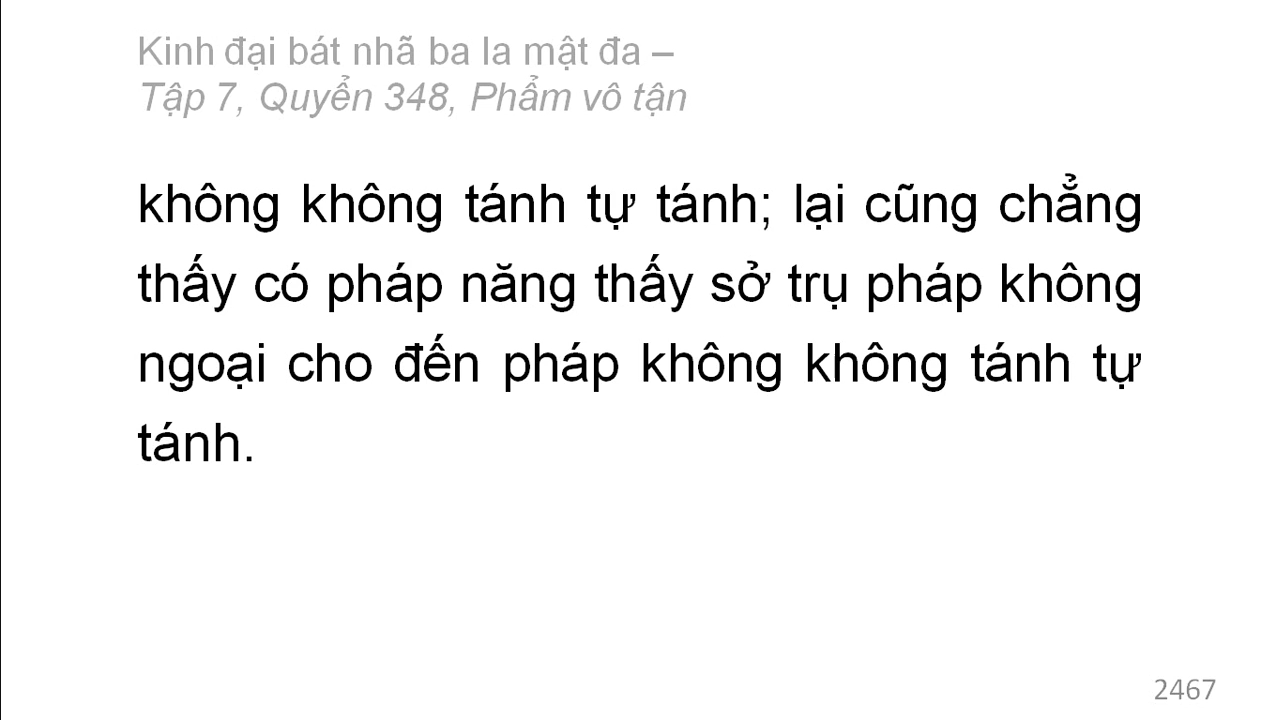 Kinh đại bát nhã ba la mật đa –
Tập 7, Quyển 348, Phẩm vô tận
không không tánh tự tánh; lại cũng chẳng
thấy có pháp năng thấy sở trụ pháp không
ngoại cho đến pháp không không tánh tự
tánh.
2467